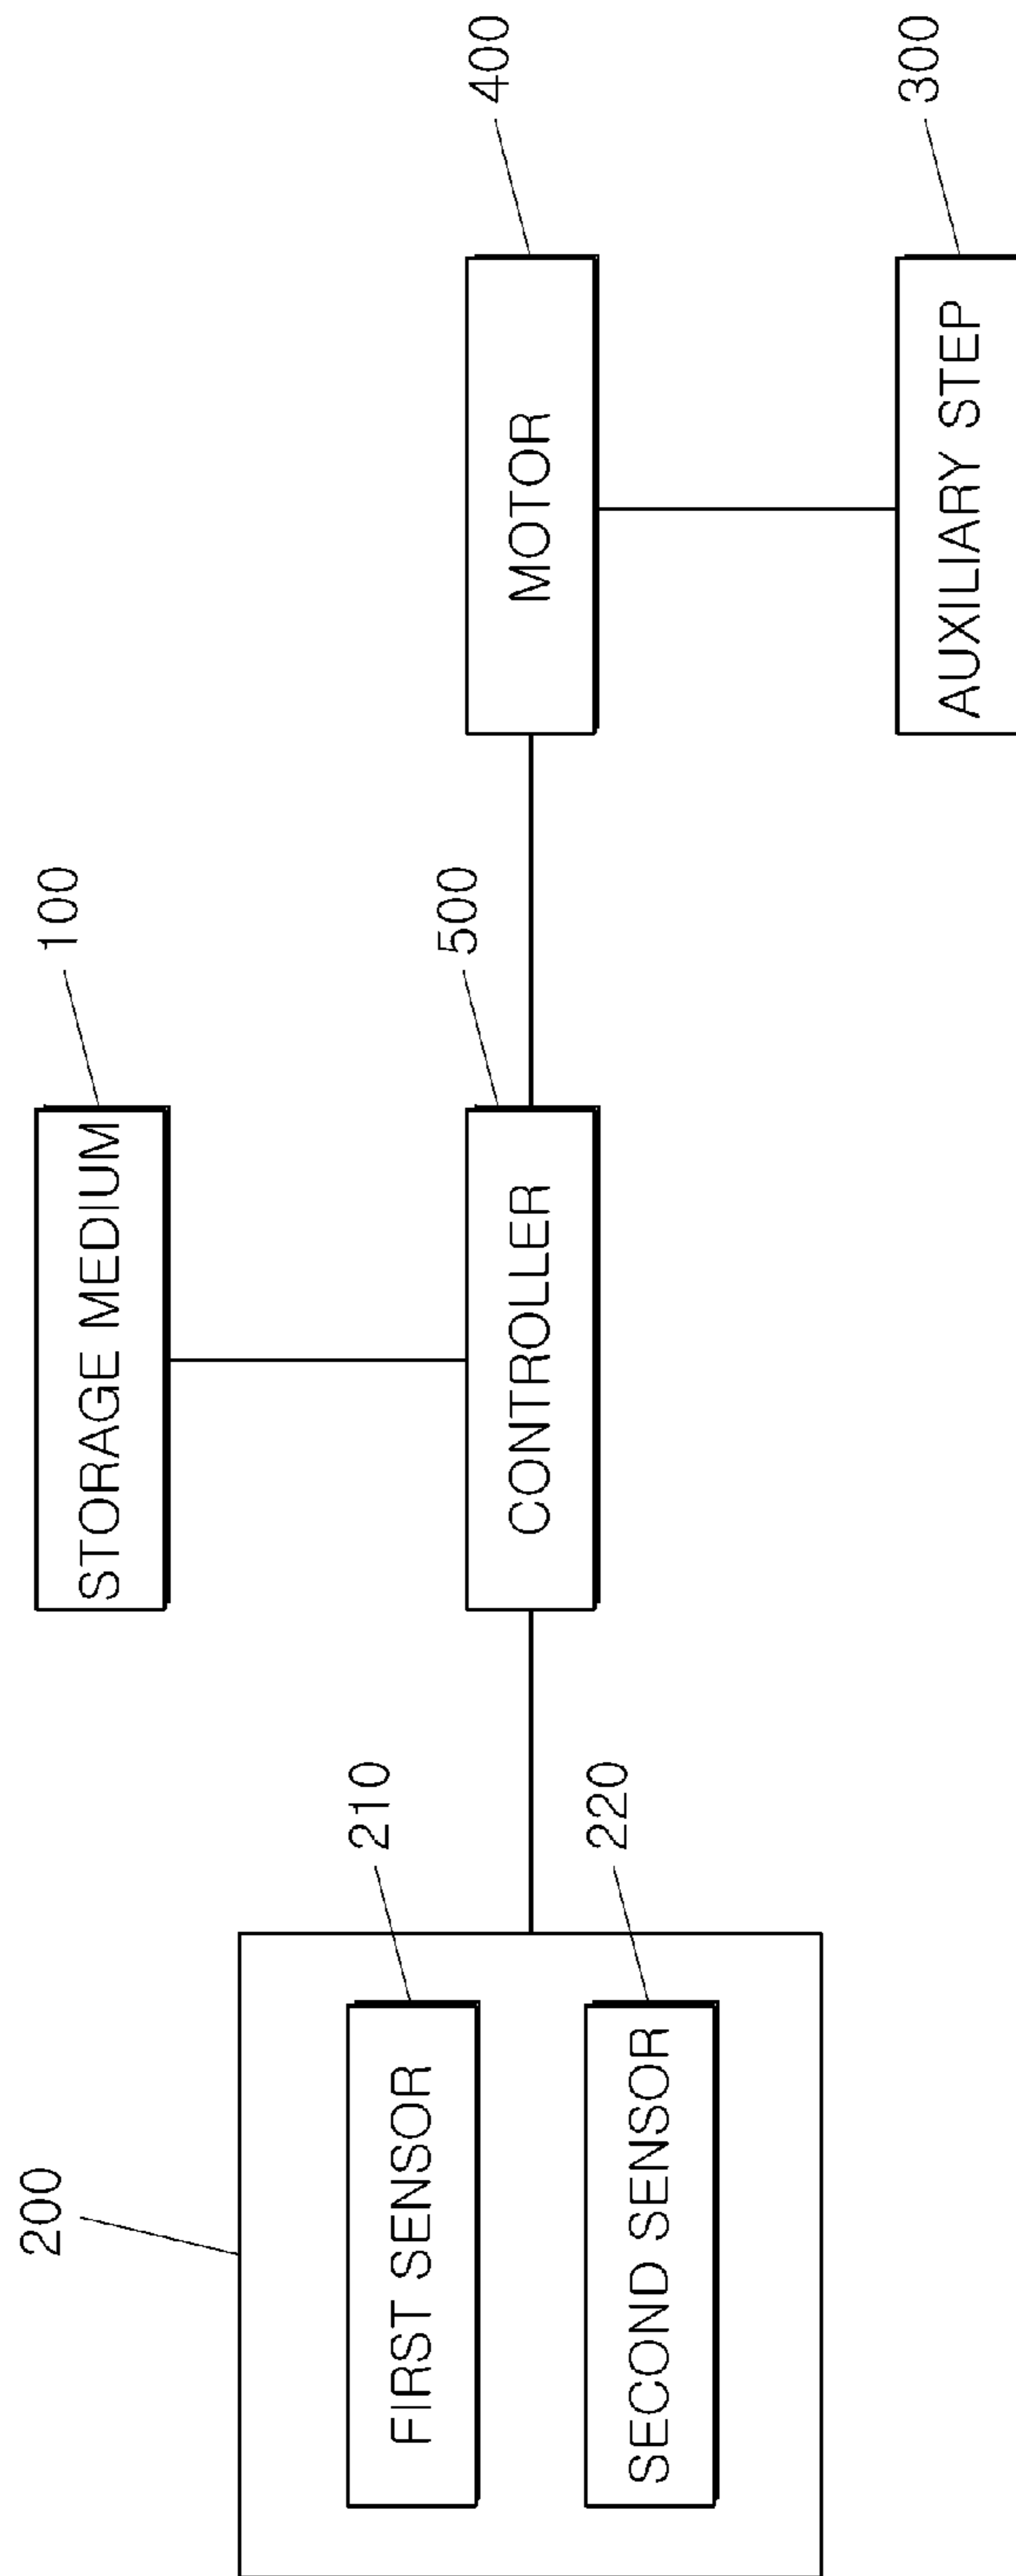 100
STORAGE MEDIUM
200
210
FIRST SENSOR
500
CONTROLLER
400
MOTOR
220
SECOND SENSOR
300
AUXILIARY STEP